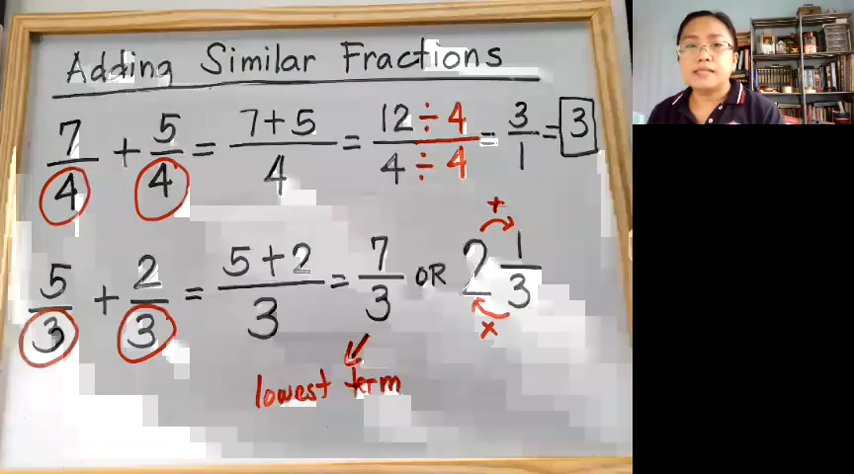 Adding Similar Fractions
7/4 + 5/4 = 7+5/4 = 12÷4/4÷4 = 3/1 = 3
5/3 + 2/3 = 5+2/3 = 7/3 OR 2 1/3
+
x
lowest term